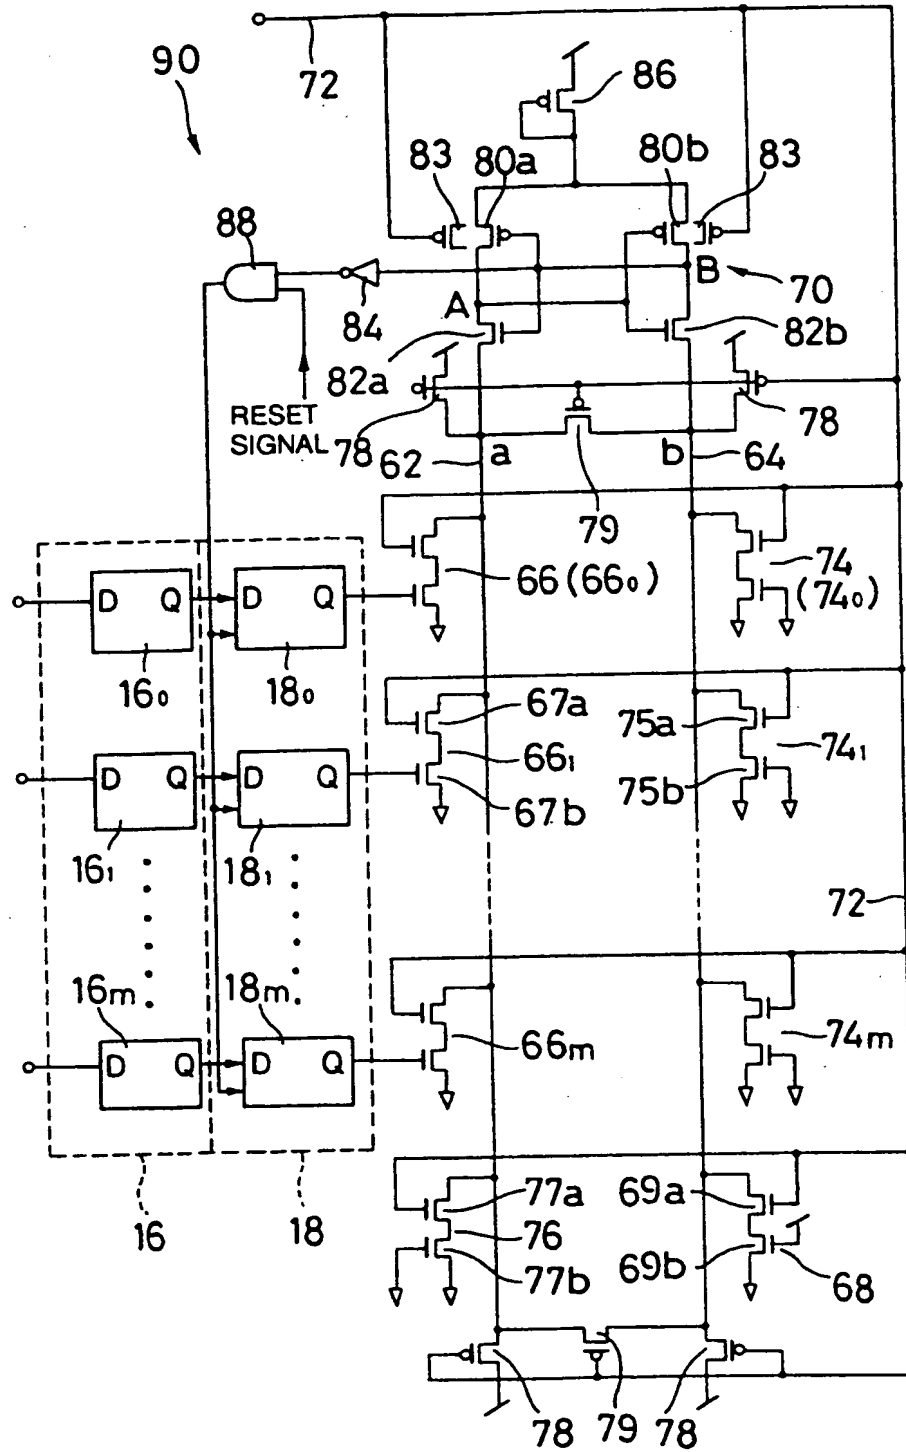 90
72
86
83
80a
80b
83
88
A
B
70
84
82a
82b
RESET
SIGNAL
78
62
a
b
64
78
79
D Q
16₀
D Q
18₀
66 (66₀)
74
(74₀)
67a
66₁
67b
75a
75b
74₁
D Q
16₁
D Q
18₁
72
16m
D Q
18m
D Q
66m
74m
16
18
77a
76
77b
69a
69b
68
78
79
78